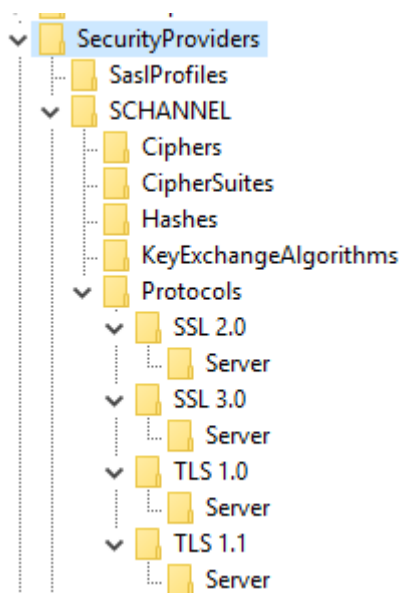 SecurityProviders
SaslProfiles
SCHANNEL
Ciphers
CipherSuites
Hashes
KeyExchangeAlgorithms
Protocols
SSL 2.0
Server
SSL 3.0
Server
TLS 1.0
Server
TLS 1.1
Server